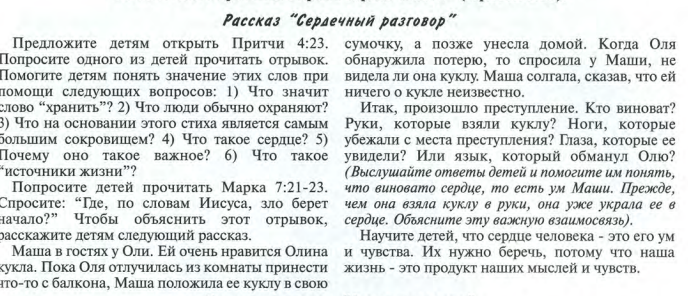 Рассказ "Сердечный разговор"
Предложите детям открыть Притчи 4:23.
Попросите одного из детей прочитать отрывок.
Помогите детям понять значение этих слов при
помощи следующих вопросов: 1) Что значит
слово “хранить”? 2) Что люди обычно охраняют?
3) Что на основании этого стиха является самым
большим сокровищем? 4) Что такое сердце? 5)
Почему оно такое важное? 6) Что такое
“источники жизни”?
Попросите детей прочитать Марка 7:21-23.
Спросите: “Где, по словам Иисуса, зло берет
начало?” Чтобы объяснить этот отрывок,
расскажите детям следующий рассказ.
Маша в гостях у Оли. Ей очень нравится Олина
кукла. Пока Оля отлучилась из комнаты принести
что-то с балкона, Маша положила ее куклу в свою
сумочку, а позже унесла домой. Когда Оля
обнаружила потерю, то спросила у Маши, не
видела ли она куклу. Маша солгала, сказав, что ей
ничего о кукле неизвестно.
Итак, произошло преступление. Кто виноват?
Руки, которые взяли куклу? Ноги, которые
убежали с места преступления? Глаза, которые ее
увидели? Или язык, который обманул Олю?
(Выслушайте ответы детей и помогите им понять,
что виновато сердце, то есть ум Маши. Прежде,
чем она взяла куклу в руки, она уже украла ее в
сердце. Объясните эту важную взаимосвязь).
Научите детей, что сердце человека - это его ум
и чувства. Их нужно беречь, потому что наша
жизнь - это продукт наших мыслей и чувств.